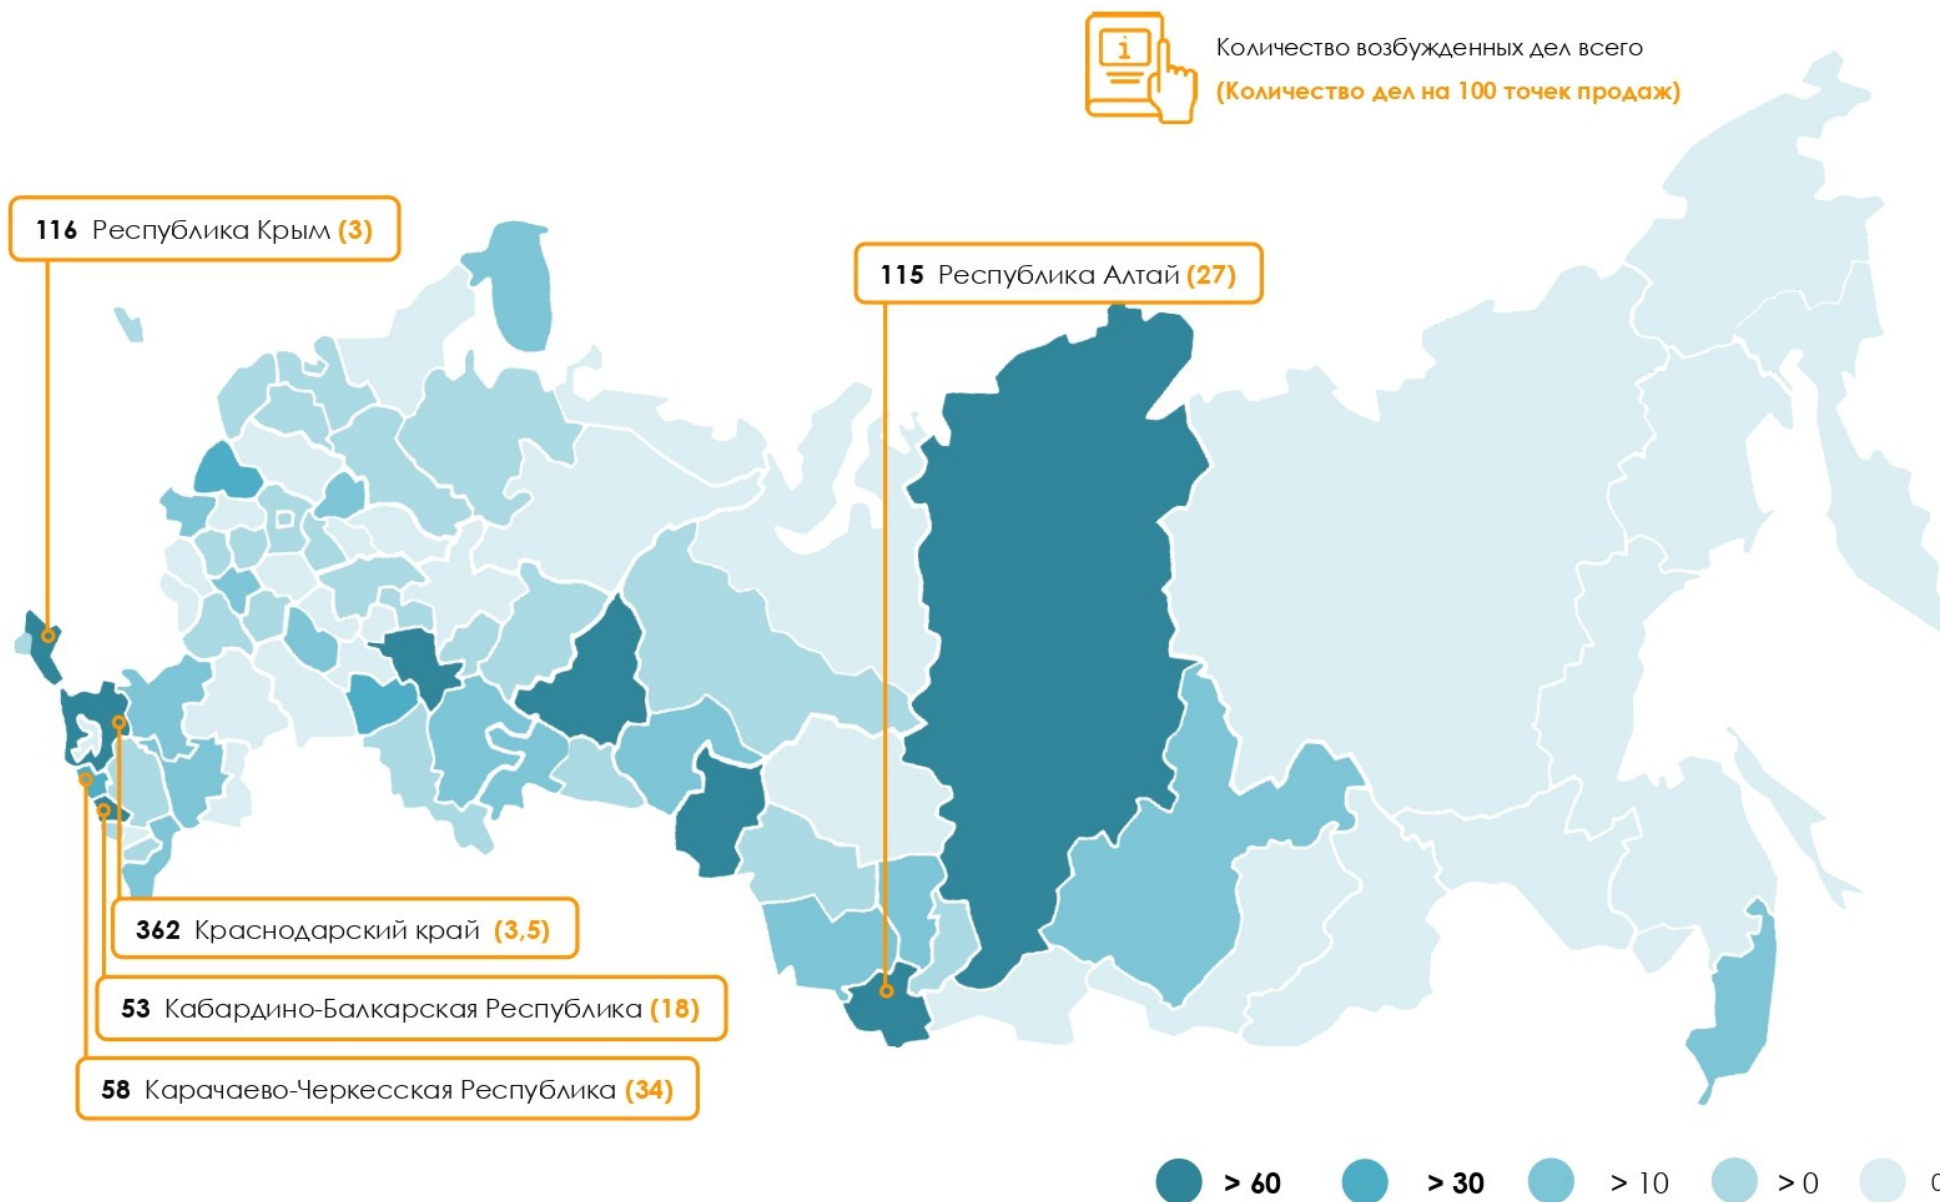 i
Количество возбужденных дел всего
(Количество дел на 100 точек продаж)
116 Республика Крым (3)
115 Республика Алтай (27)
362 Краснодарский край (3,5)
53 Кабардино-Балкарская Республика (18)
58 Карачаево-Черкесская Республика (34)
> 60 > 30 > 10 > 0 0